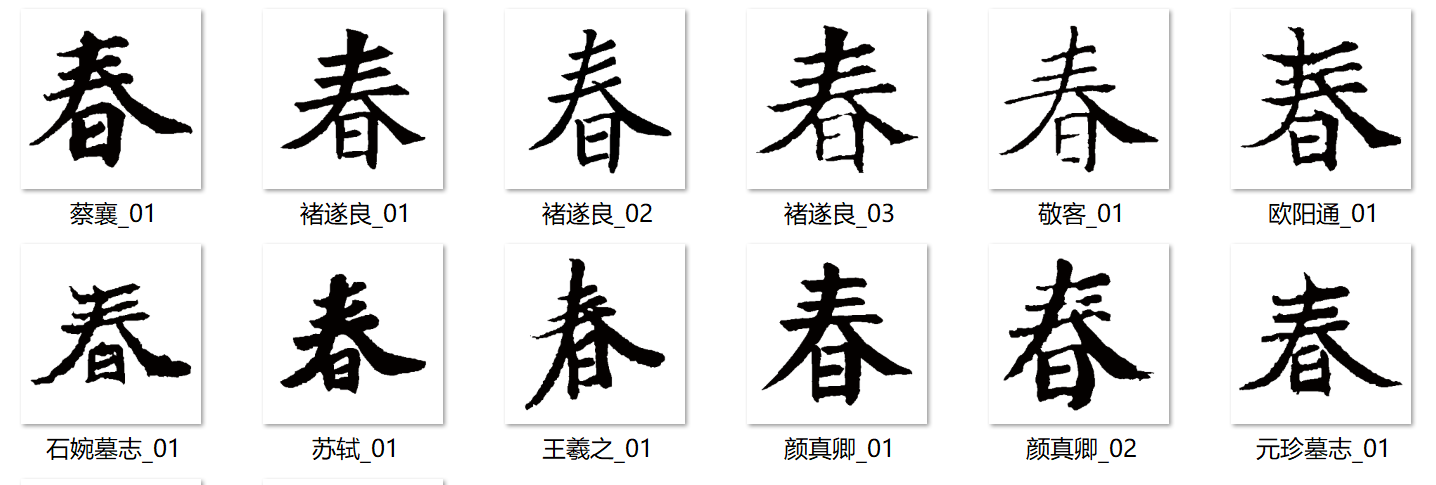 春 春 春 春 春 春
蔡襄_01 褚遂良_01 褚遂良_02 褚遂良_03 敬客_01 欧阳通_01
春 春 春 春 春 春
石婉墓志_01 苏轼_01 王羲之_01 颜真卿_01 颜真卿_02 元珍墓志_01